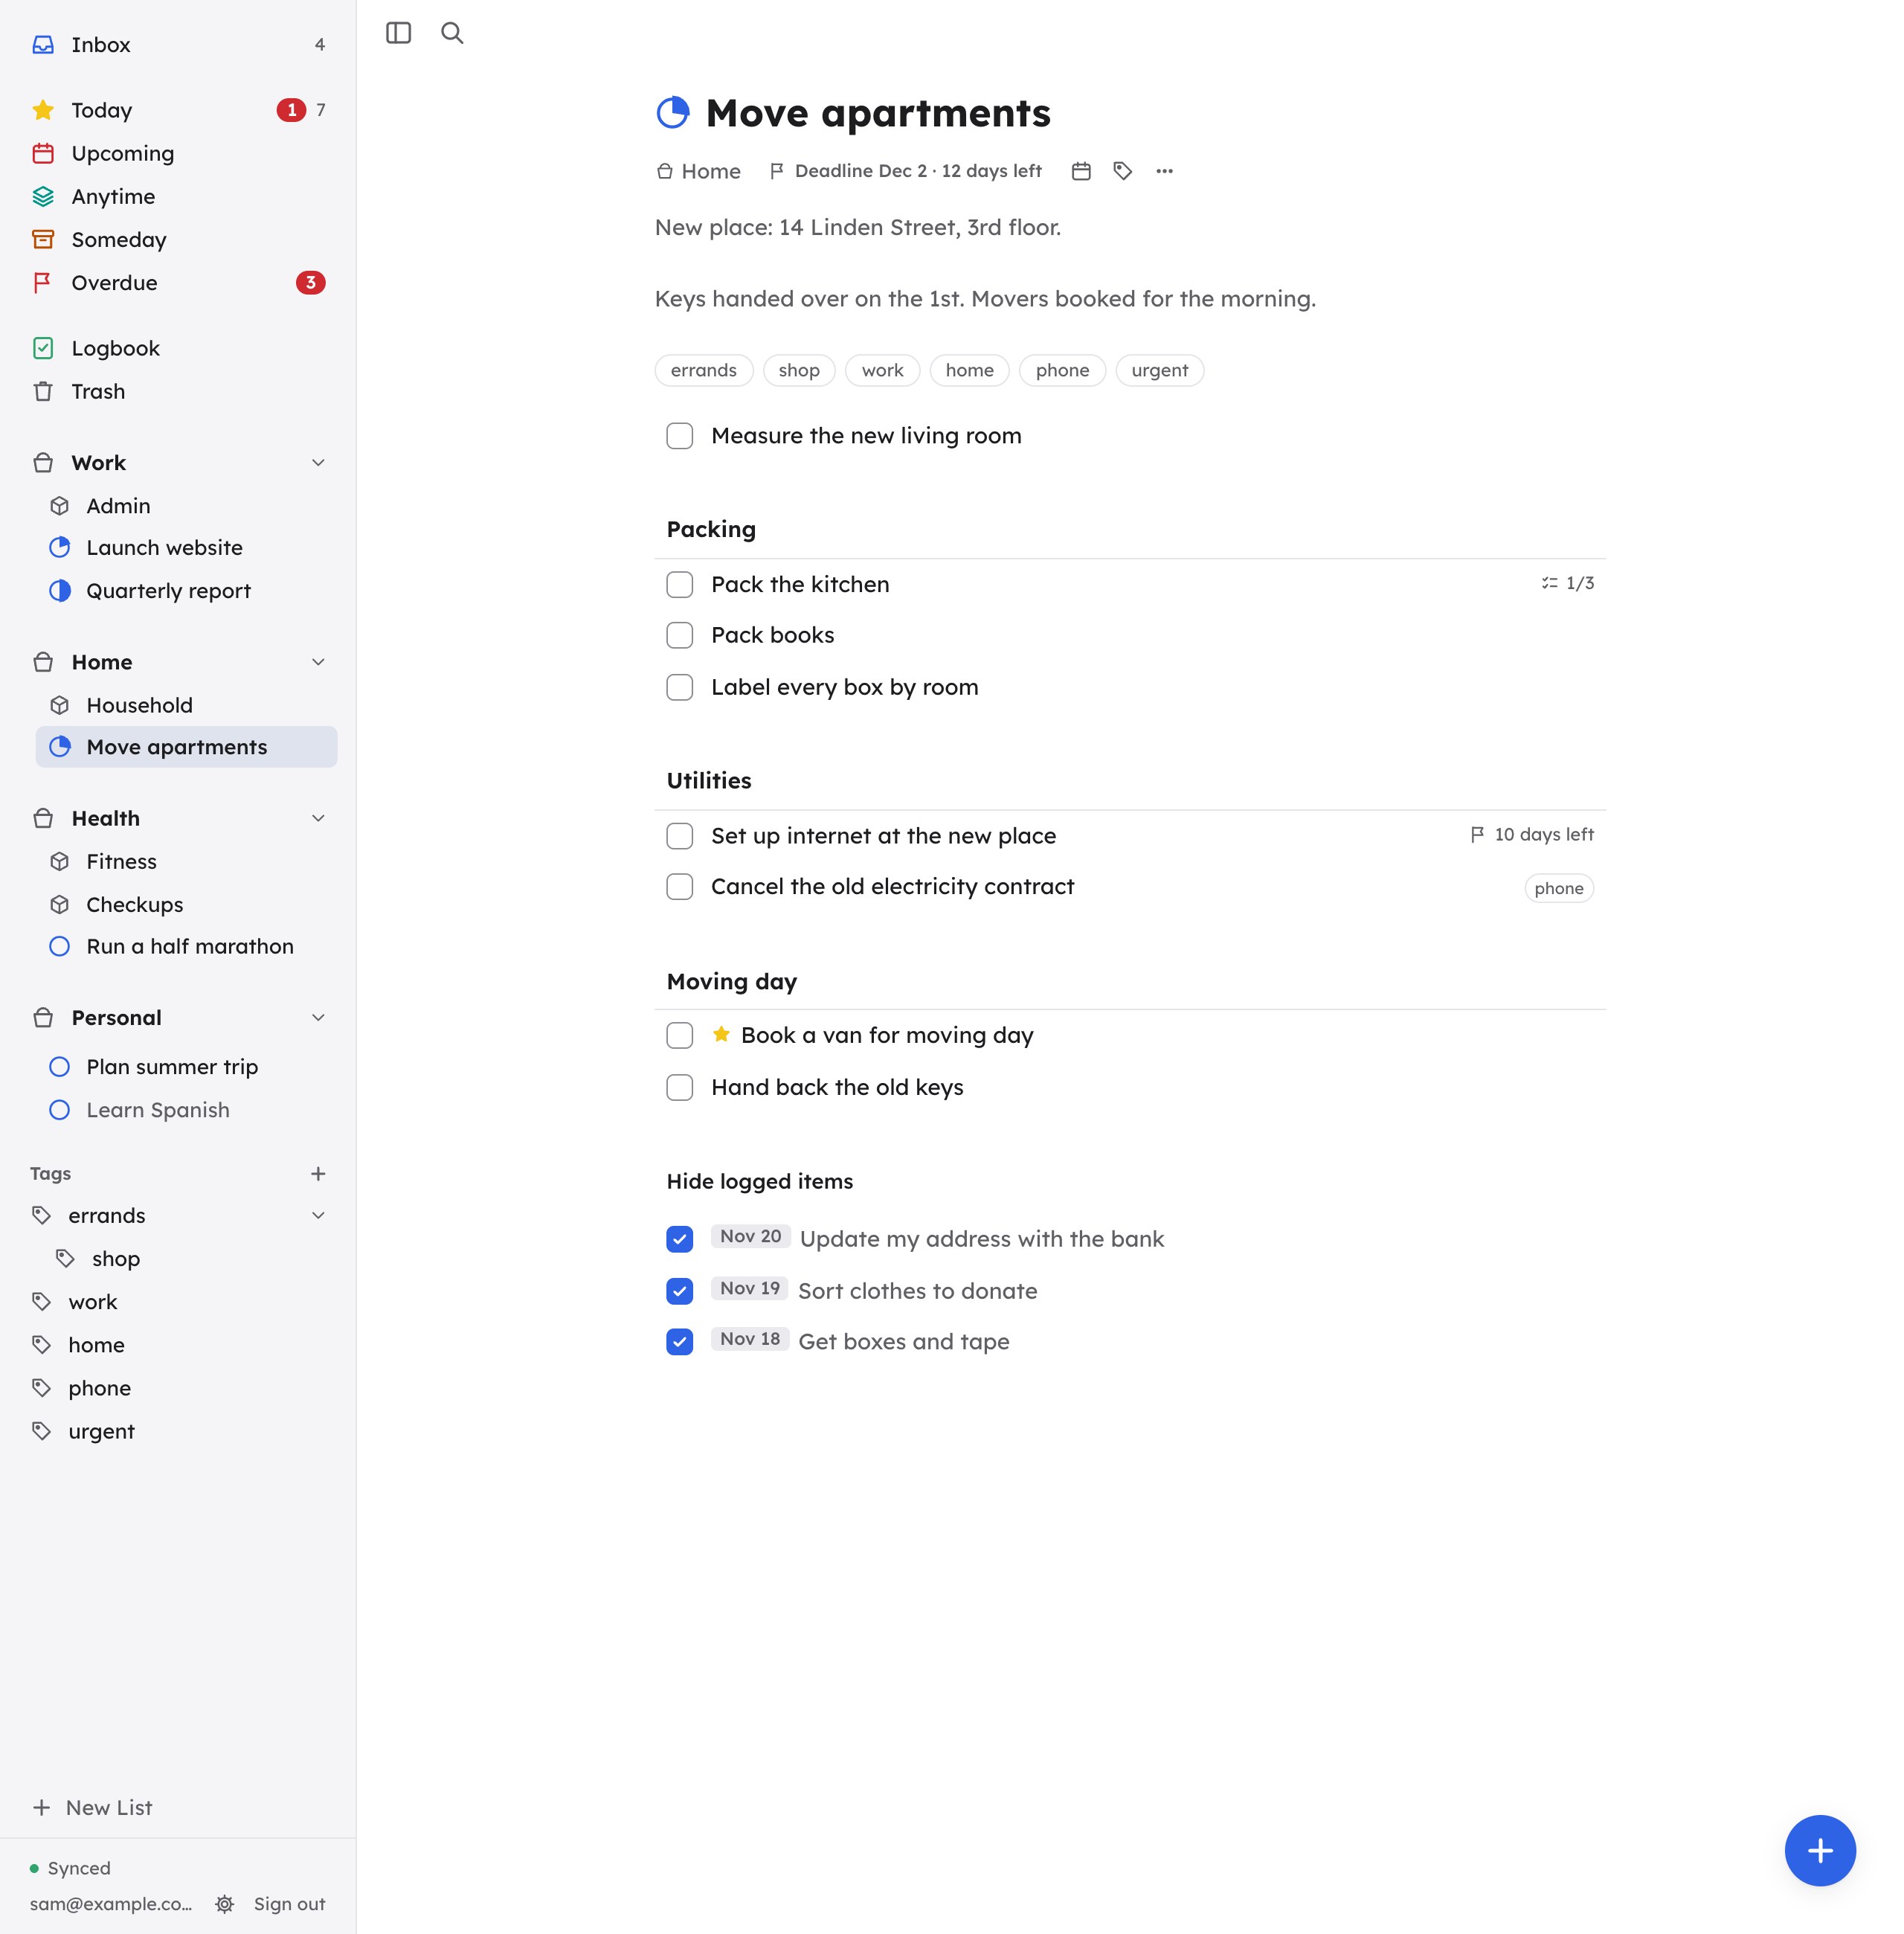 Inbox 4
Today 1 7
Upcoming
Anytime
Someday
Overdue 3
Logbook
Trash
Work
Admin
Launch website
Quarterly report
Home
Household
Move apartments
Health
Fitness
Checkups
Run a half marathon
Personal
Plan summer trip
Learn Spanish
Tags
errands
shop
work
home
phone
urgent
New List
Synced
sam@example.co... Sign out
Move apartments
Home Deadline Dec 2 · 12 days left
New place: 14 Linden Street, 3rd floor.
Keys handed over on the 1st. Movers booked for the morning.
errands shop work home phone urgent
Measure the new living room
Packing
Pack the kitchen 1/3
Pack books
Label every box by room
Utilities
Set up internet at the new place 10 days left
Cancel the old electricity contract phone
Moving day
Book a van for moving day
Hand back the old keys
Hide logged items
Nov 20 Update my address with the bank
Nov 19 Sort clothes to donate
Nov 18 Get boxes and tape